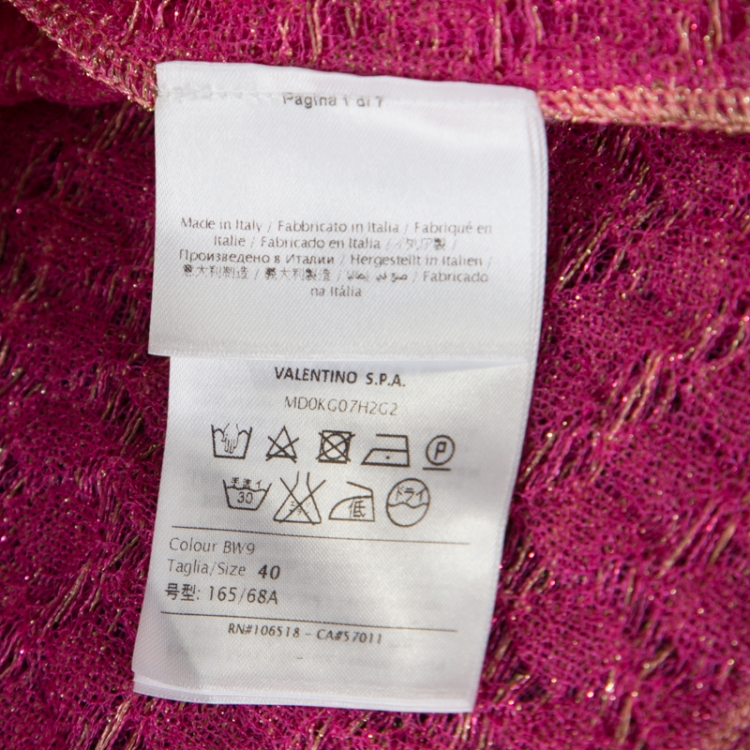 Pagina 1 di 7
Made in Italy / Fabbricato in Italia / Fabriqué en
Italie / Fabricado en Italia / イタリア製 /
Произведено в Италии / Hergestellt in Italien /
意大利制造 / 義大利製造 / / Fabricado
na Itália
VALENTINO S.P.A.
MD0KG07H2G2
P
手洗イ
30
低
ドライ
Colour BW9
Taglia/Size 40
号型: 165/68A
RN#106518 - CA#57011